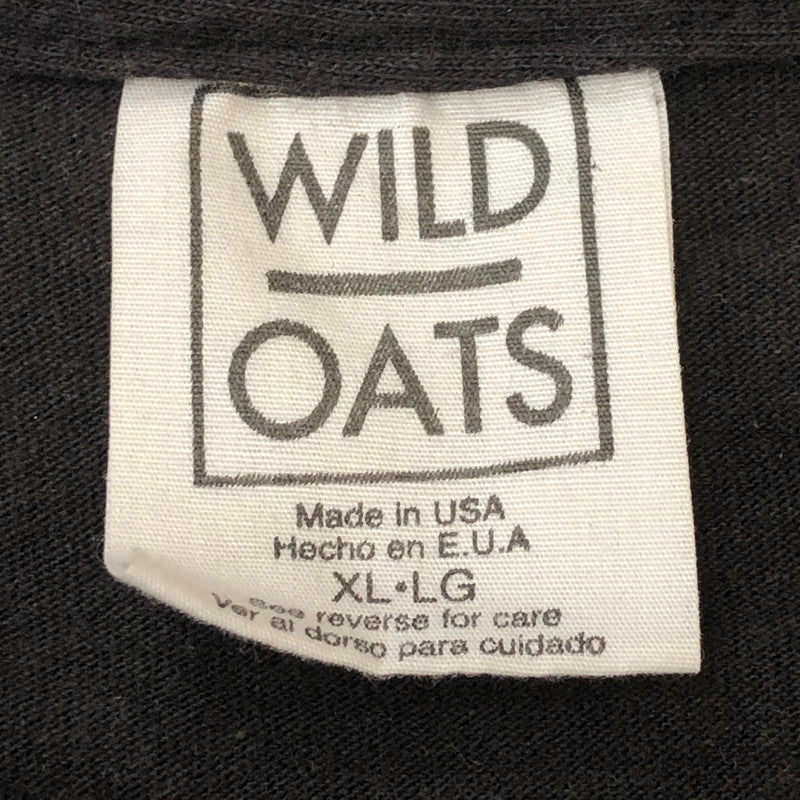 WILD
OATS
Made in USA
Hecho en E.U.A
XL•LG
See reverse for care
Ver al dorso para cuidado